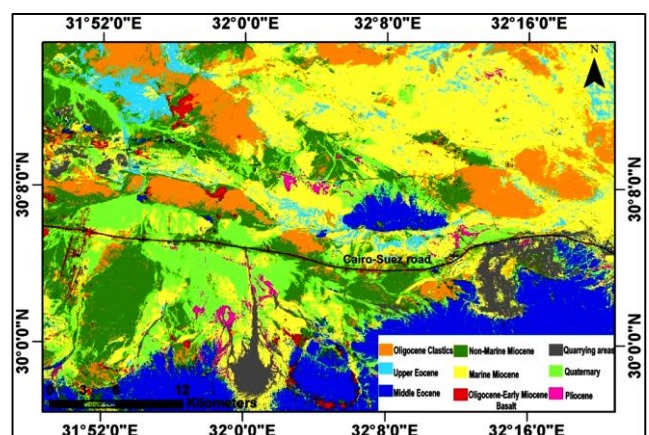 31°52'0"E 32°0'0"E 32°8'0"E 32°16'0"E
N
30°8'0"N 30°8'0"N
Cairo-Suez road
30°0'0"N 30°0'0"N
Oligocene Clastics Non-Marine Miocene Quarrying areas
Upper Eocene Marine Miocene Quaternary
Middle Eocene Oligocene-Early Miocene Basalt Pliocene
0 3 6 12
Kilometers
31°52'0"E 32°0'0"E 32°8'0"E 32°16'0"E